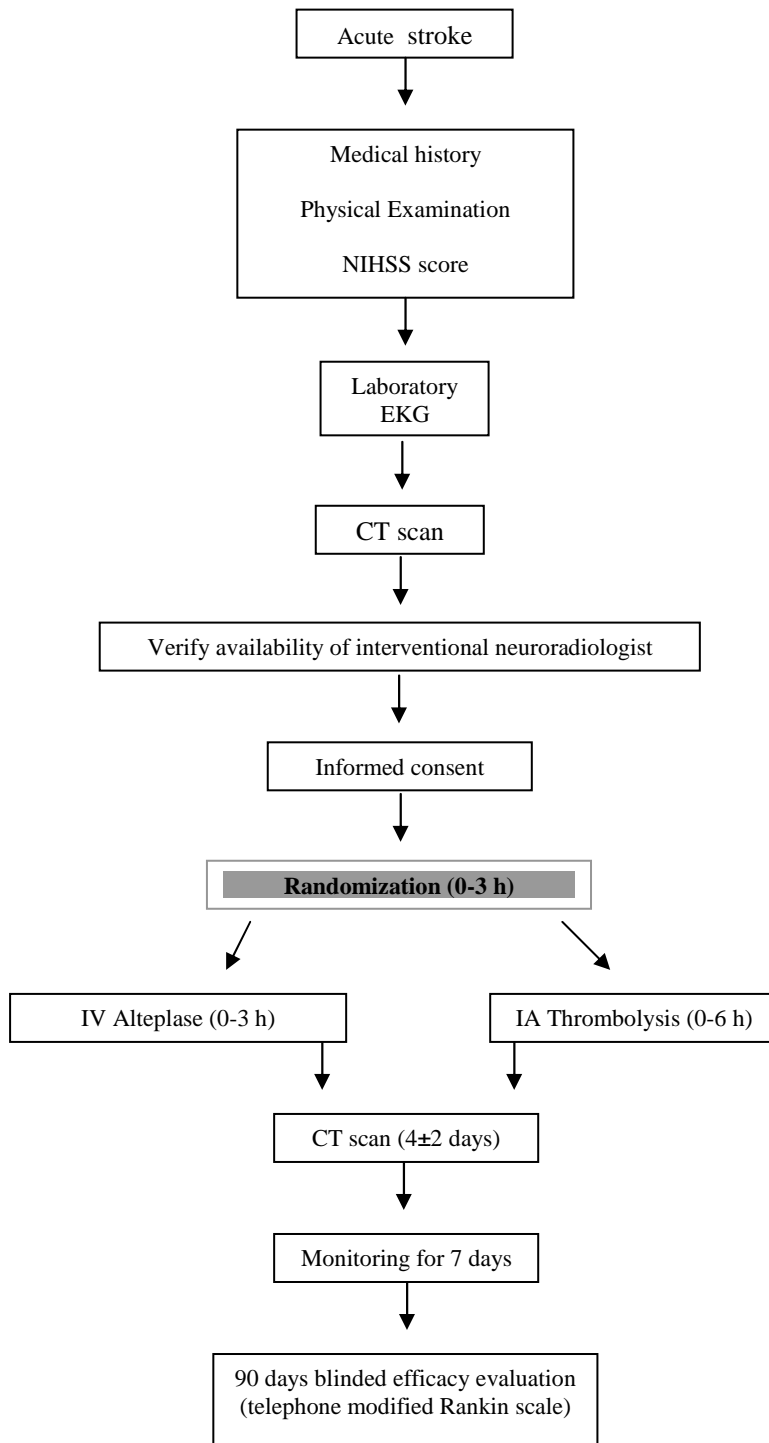 Acute stroke
Medical history
Physical Examination
NIHSS score
Laboratory
EKG
CT scan
Verify availability of interventional neuroradiologist
Informed consent
Randomization (0-3 h)
IV Alteplase (0-3 h)
IA Thrombolysis (0-6 h)
CT scan (4±2 days)
Monitoring for 7 days
90 days blinded efficacy evaluation
(telephone modified Rankin scale)